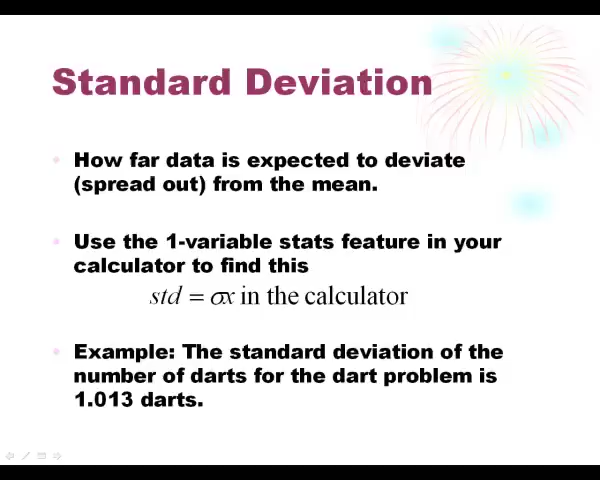 Standard Deviation
• How far data is expected to deviate
(spread out) from the mean.
• Use the 1-variable stats feature in your
calculator to find this
std = σx in the calculator
• Example: The standard deviation of the
number of darts for the dart problem is
1.013 darts.